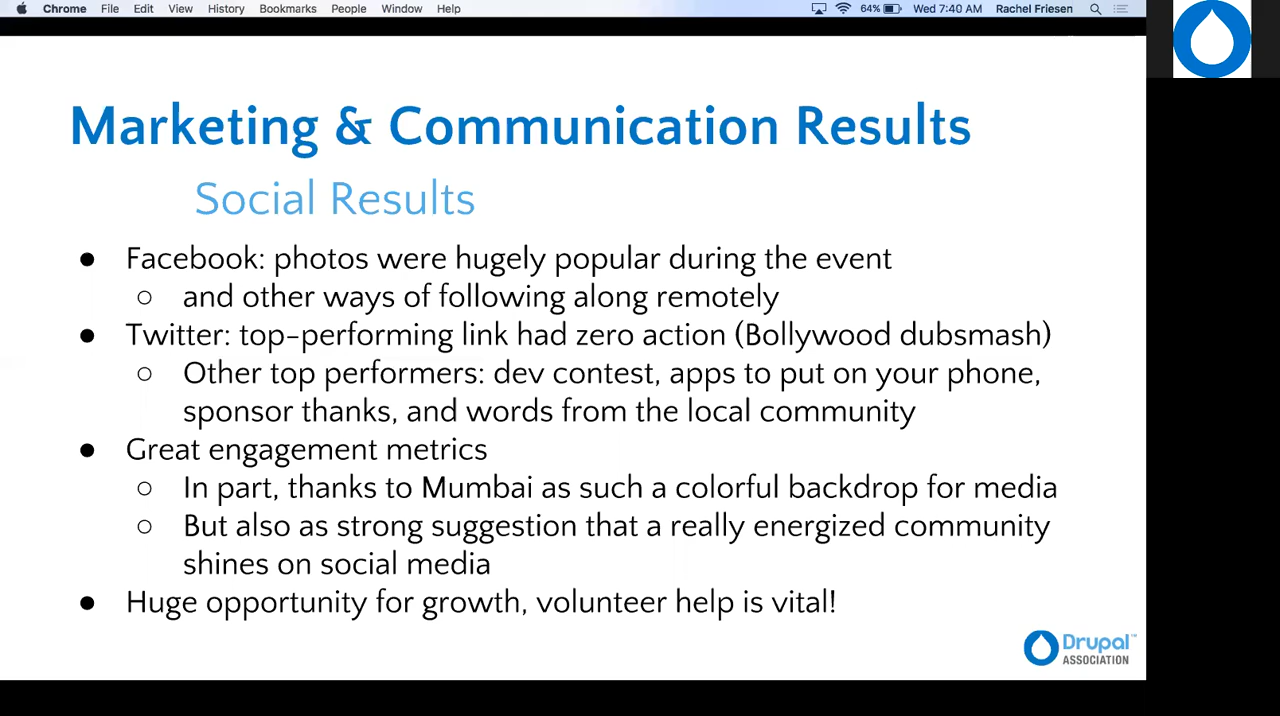 Chrome File Edit View History Bookmarks People Window Help 64% Wed 7:40 AM Rachel Friesen
Marketing & Communication Results
Social Results
● Facebook: photos were hugely popular during the event
○ and other ways of following along remotely
● Twitter: top-performing link had zero action (Bollywood dubsmash)
○ Other top performers: dev contest, apps to put on your phone,
sponsor thanks, and words from the local community
● Great engagement metrics
○ In part, thanks to Mumbai as such a colorful backdrop for media
○ But also as strong suggestion that a really energized community
shines on social media
● Huge opportunity for growth, volunteer help is vital!
Drupal™
ASSOCIATION